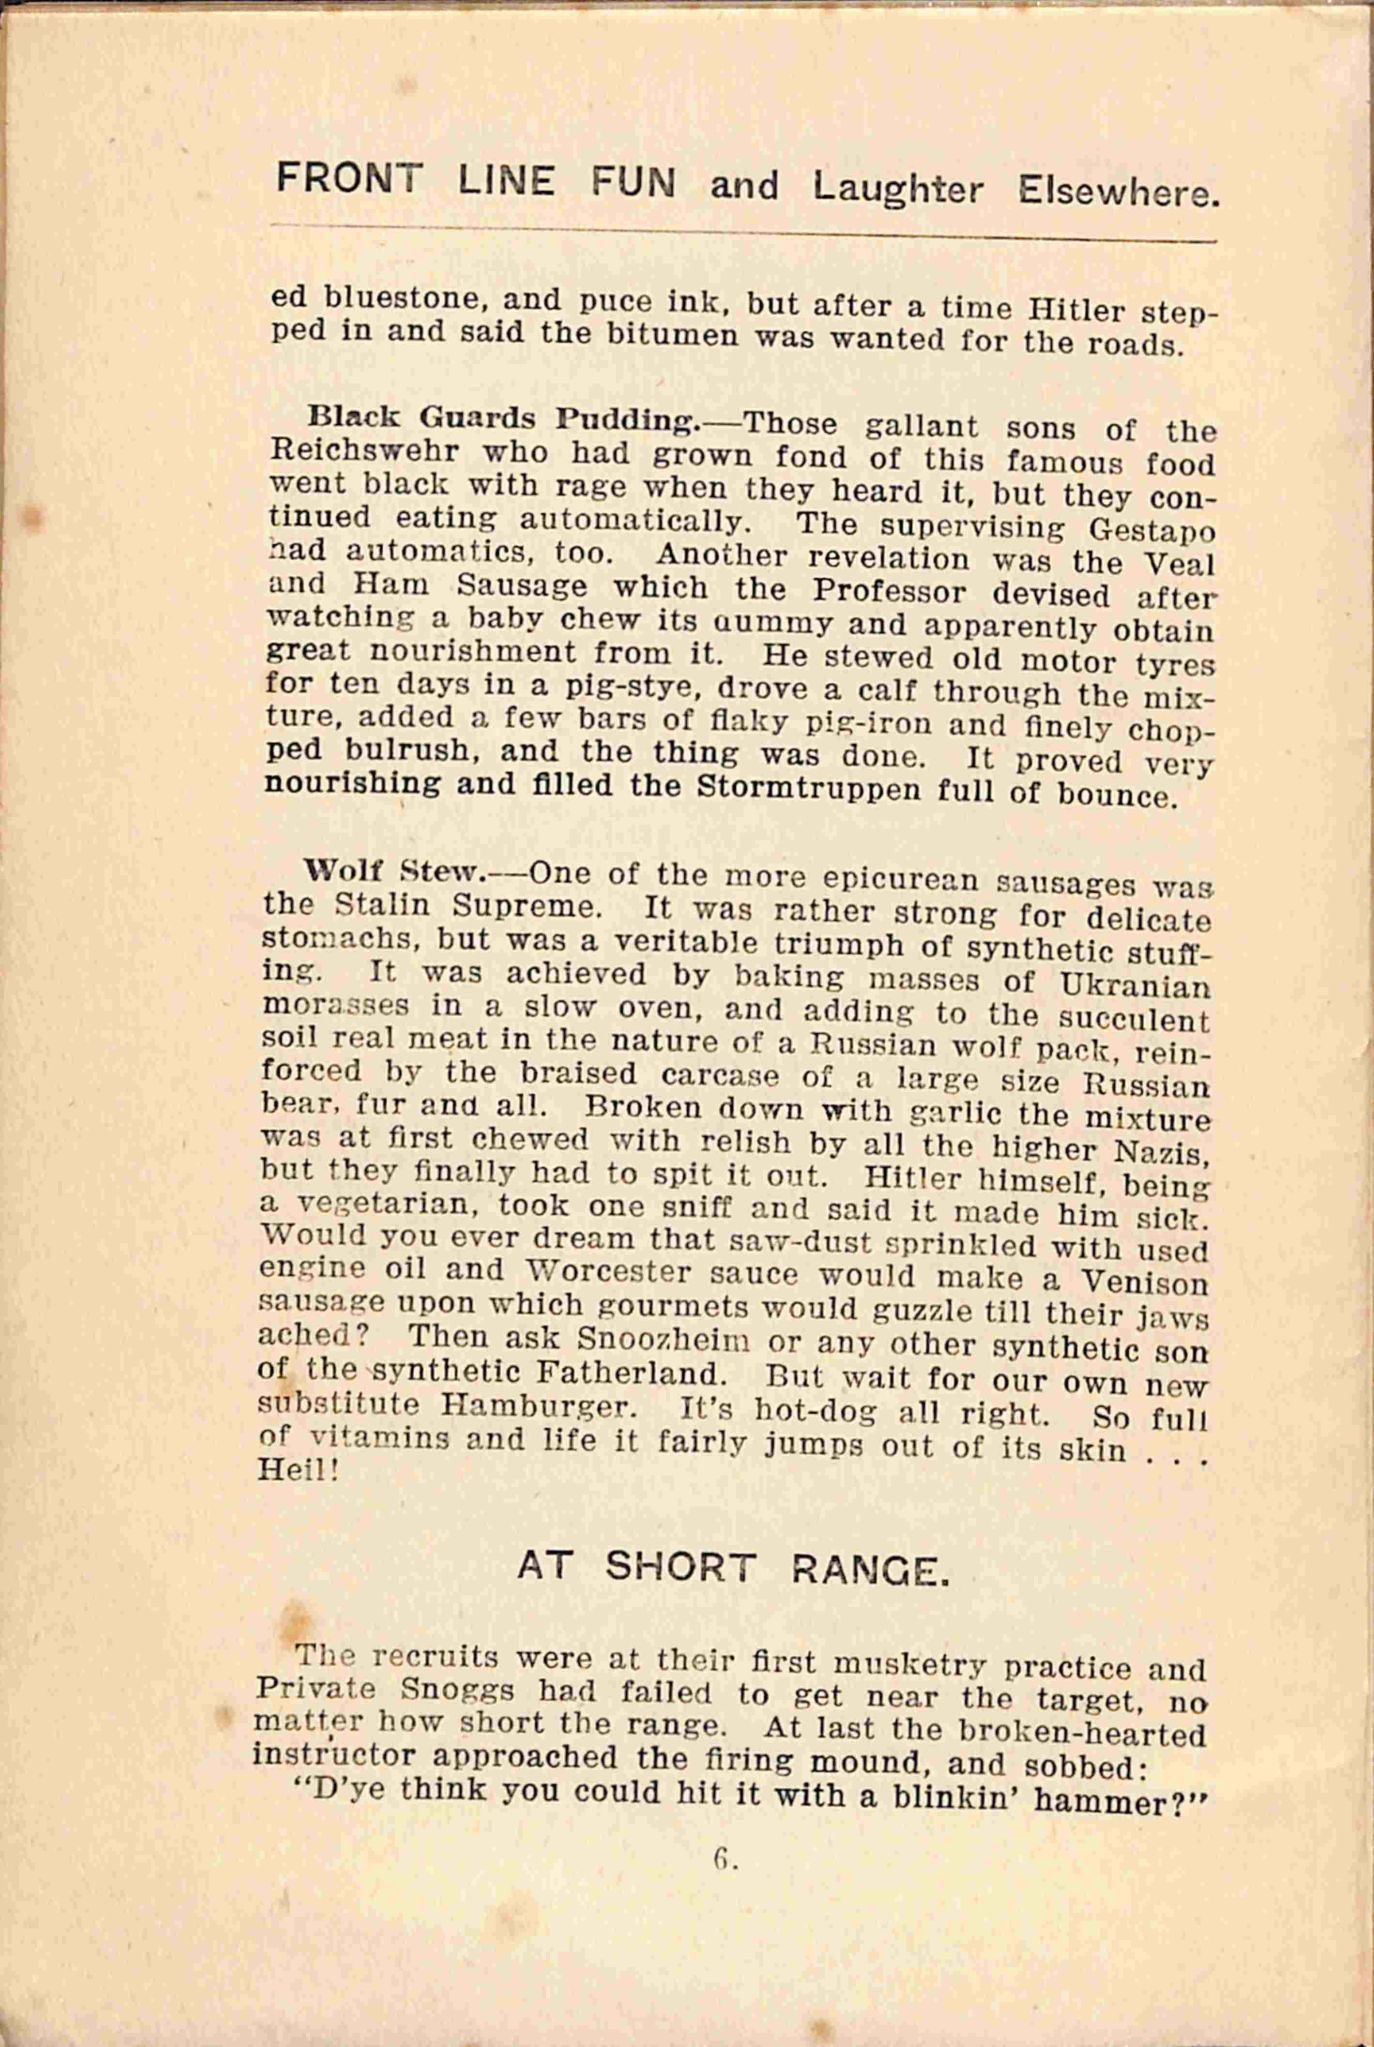 FRONT LINE FUN and Laughter Elsewhere.
ed bluestone, and puce ink, but after a time Hitler step-
ped in and said the bitumen was wanted for the roads.
Black Guards Pudding.—Those gallant sons of the
Reichswehr who had grown fond of this famous food
went black with rage when they heard it, but they con-
tinued eating automatically. The supervising Gestapo
had automatics, too. Another revelation was the Veal
and Ham Sausage which the Professor devised after
watching a baby chew its gummy and apparently obtain
great nourishment from it. He stewed old motor tyres
for ten days in a pig-stye, drove a calf through the mix-
ture, added a few bars of flaky pig-iron and finely chop-
ped bulrush, and the thing was done. It proved very
nourishing and filled the Stormtruppen full of bounce.
Wolf Stew.—One of the more epicurean sausages was
the Stalin Supreme. It was rather strong for delicate
stomachs, but was a veritable triumph of synthetic stuff-
ing. It was achieved by baking masses of Ukranian
morasses in a slow oven, and adding to the succulent
soil real meat in the nature of a Russian wolf pack, rein-
forced by the braised carcase of a large size Russian
bear, fur and all. Broken down with garlic the mixture
was at first chewed with relish by all the higher Nazis,
but they finally had to spit it out. Hitler himself, being
a vegetarian, took one sniff and said it made him sick.
Would you ever dream that saw-dust sprinkled with used
engine oil and Worcester sauce would make a Venison
sausage upon which gourmets would guzzle till their jaws
ached? Then ask Snoozheim or any other synthetic son
of the synthetic Fatherland. But wait for our own new
substitute Hamburger. It's hot-dog all right. So full
of vitamins and life it fairly jumps out of its skin . . .
Heil!
AT SHORT RANGE.
The recruits were at their first musketry practice and
Private Snoggs had failed to get near the target, no
matter how short the range. At last the broken-hearted
instructor approached the firing mound, and sobbed:
"D'ye think you could hit it with a blinkin' hammer?"
6.